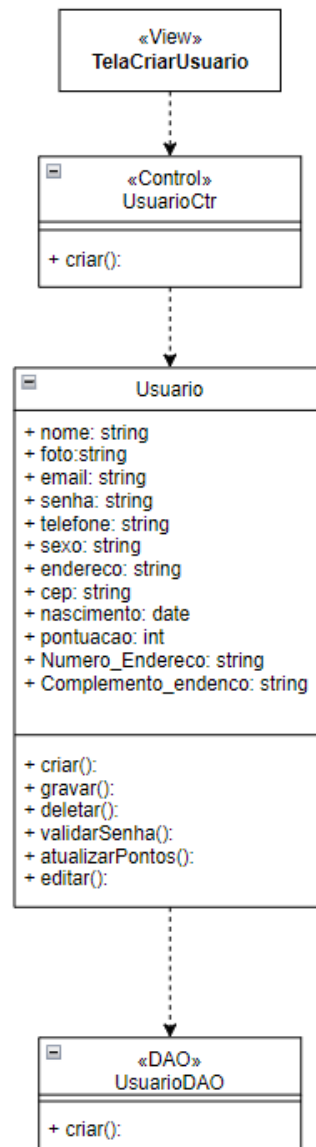 «View»
TelaCriarUsuario
«Control»
UsuarioCtr
+ criar():
Usuario
+ nome: string
+ foto:string
+ email: string
+ senha: string
+ telefone: string
+ sexo: string
+ endereco: string
+ cep: string
+ nascimento: date
+ pontuacao: int
+ Numero_Endereco: string
+ Complemento_endenco: string
+ criar():
+ gravar():
+ deletar():
+ validarSenha():
+ atualizarPontos():
+ editar():
«DAO»
UsuarioDAO
+ criar():